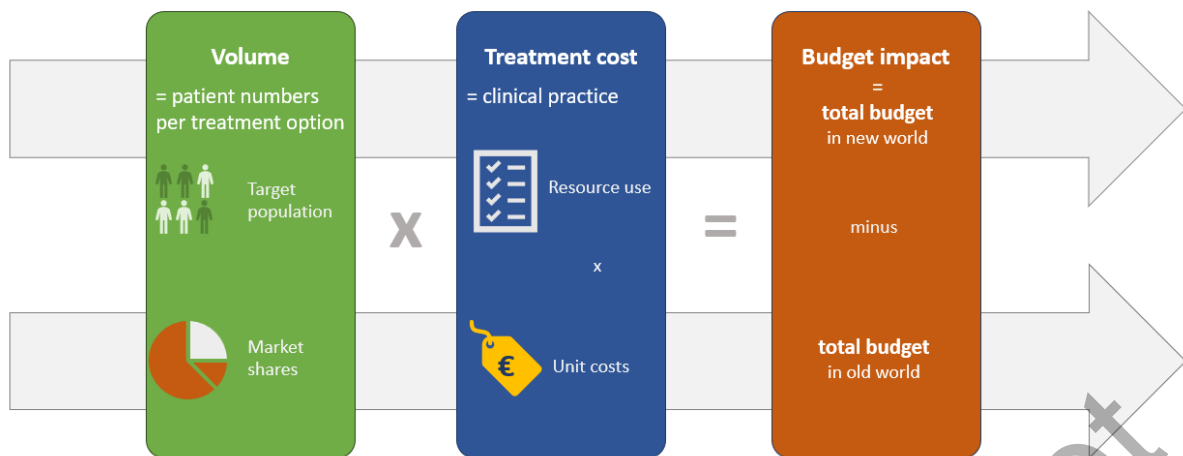 Volume
= patient numbers
per treatment option
Target
population
Market
shares
x
Treatment cost
= clinical practice
Resource use
x
€
Unit costs
=
Budget impact
=
total budget
in new world
minus
total budget
in old world